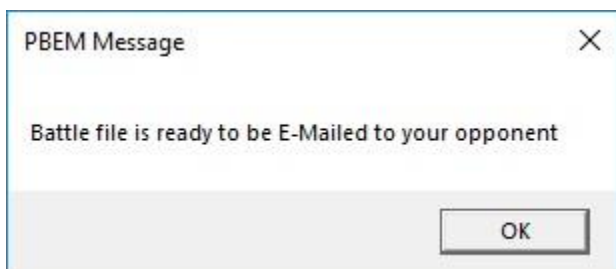 PBEM Message
Battle file is ready to be E-Mailed to your opponent
OK